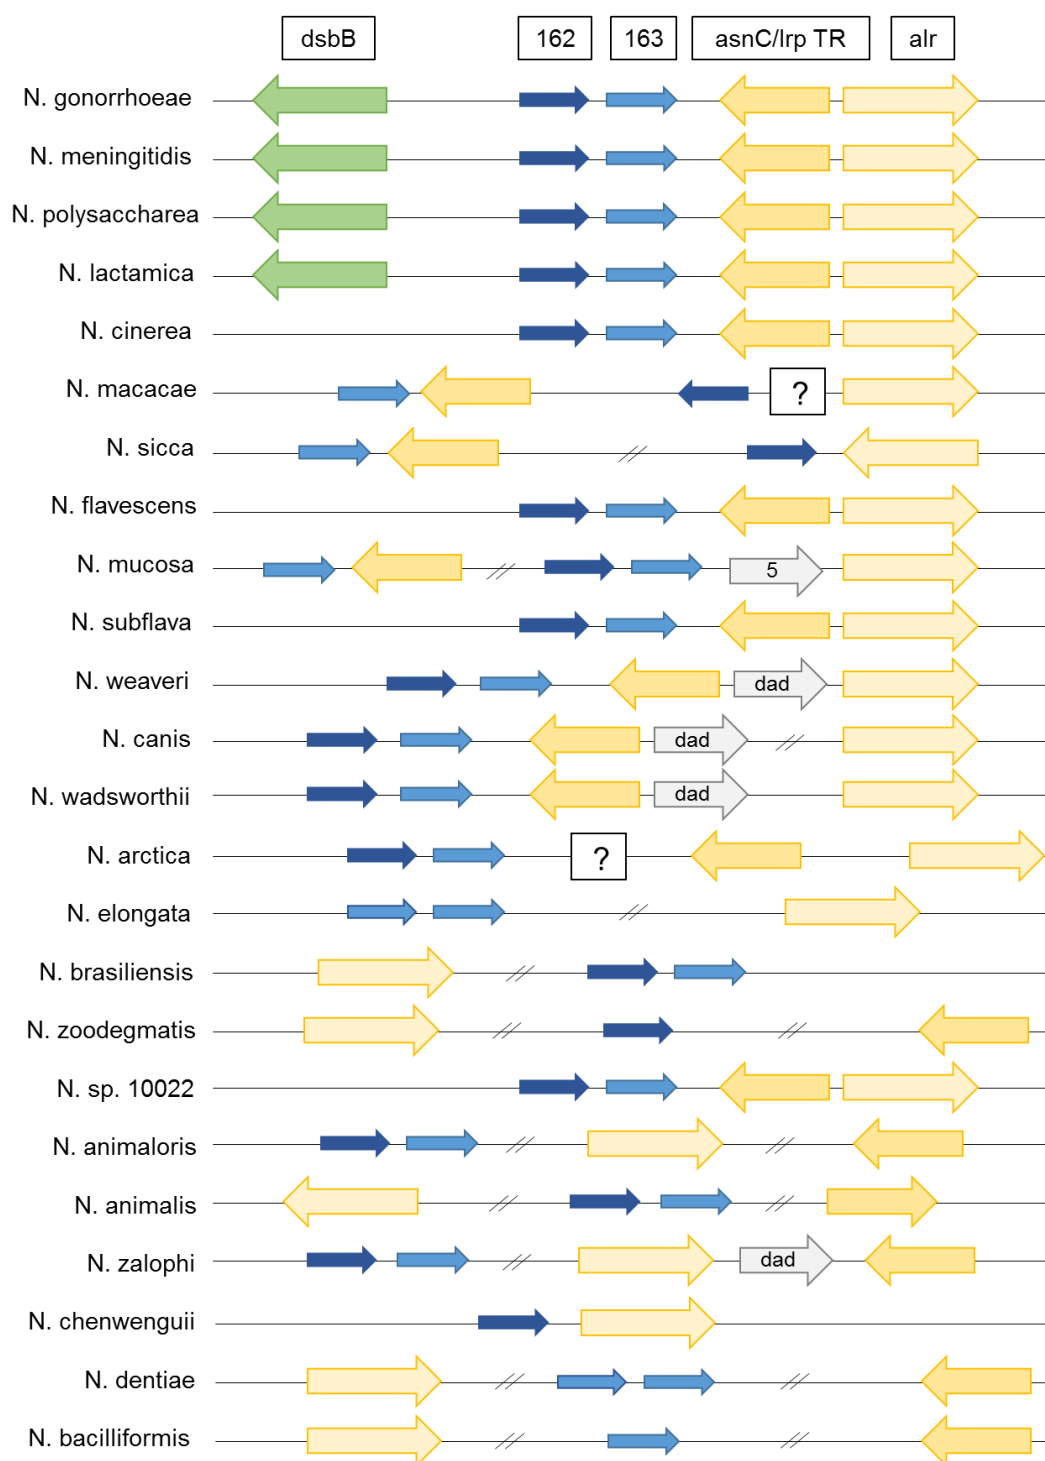 dsbB 162 163 asnC/lrp TR alr
N. gonorrhoeae
N. meningitidis
N. polysaccharea
N. lactamica
N. cinerea
N. macacae ?
N. sicca
N. flavescens
N. mucosa 5
N. subflava
N. weaveri dad
N. canis dad
N. wadsworthii dad
N. arctica ?
N. elongata
N. brasiliensis
N. zoodegmatis
N. sp. 10022
N. animaloris
N. animalis
N. zalophi dad
N. chenwenguii
N. dentiae
N. bacilliformis